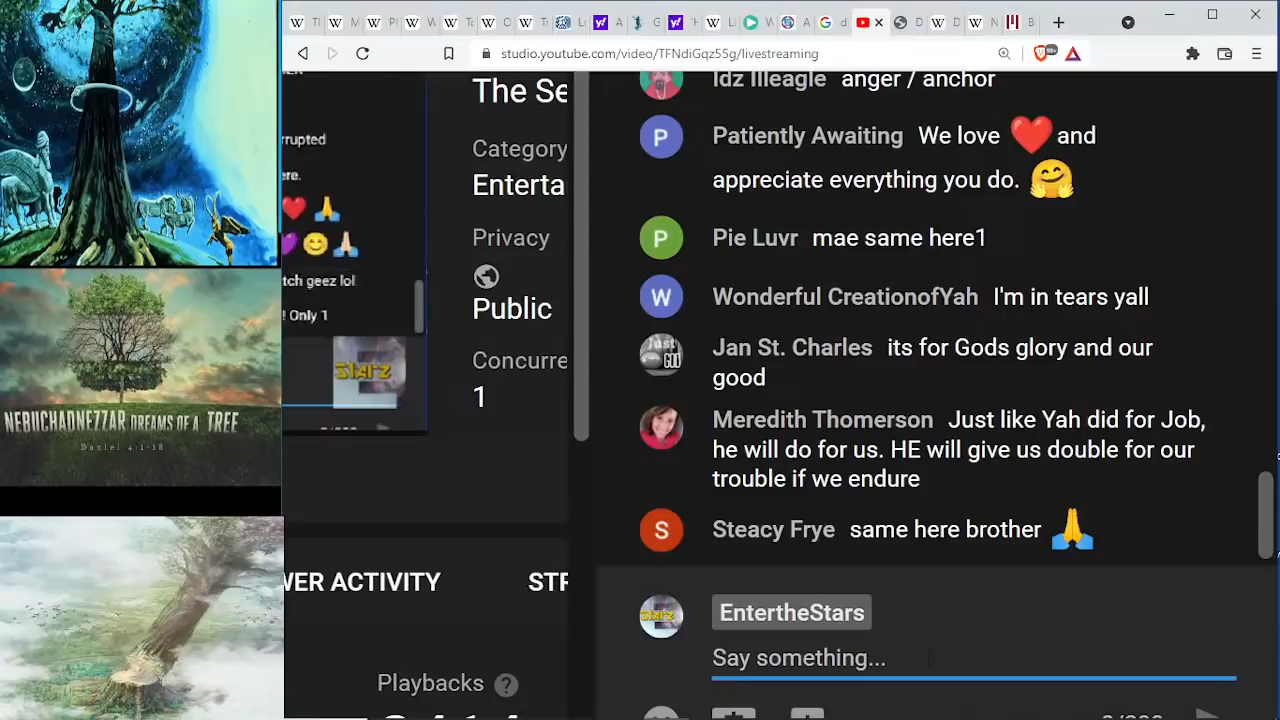 studio.youtube.com/video/TFNdiGqz55g/livestreaming
The Se
Category
Enterta
Privacy
Public
Concurre
1
rrupted
ere.
tch geez lol
! Only 1
STARZ
VER ACTIVITY
STR
Playbacks
Idz Illeagle anger / anchor
Patiently Awaiting We love ❤️ and
appreciate everything you do. 🤗
Pie Luvr mae same here1
Wonderful CreationofYah I'm in tears yall
Jan St. Charles its for Gods glory and our
good
Meredith Thomerson Just like Yah did for Job,
he will do for us. HE will give us double for our
trouble if we endure
Steacy Frye same here brother 🙏
EntertheStars
Say something...
NEBUCHADNEZZAR DREAMS OF A TREE
Daniel 4:1-18